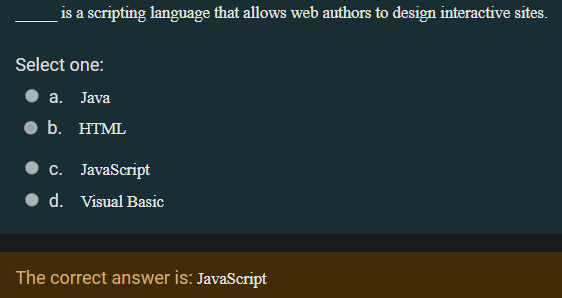 _____ is a scripting language that allows web authors to design interactive sites.
Select one:
a. Java
b. HTML
c. JavaScript
d. Visual Basic
The correct answer is: JavaScript